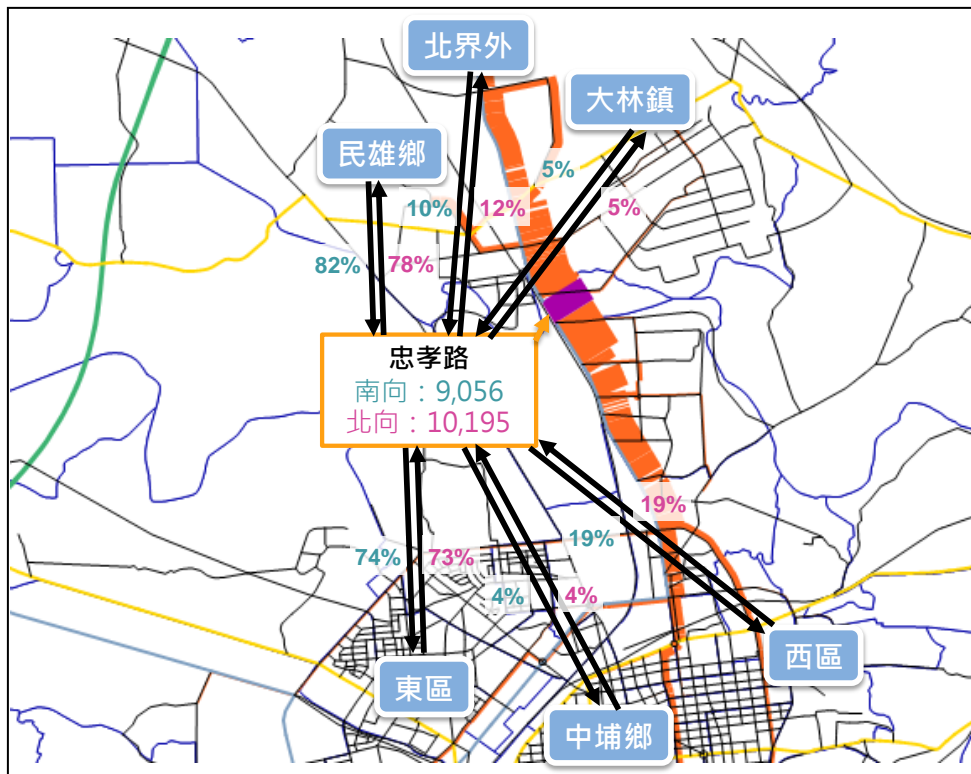 北界外
大林鎮
民雄鄉
5%
10%
12%
5%
82%
78%
忠孝路
南向：9,056
北向：10,195
19%
19%
74%
73%
4%
4%
西區
東區
中埔鄉